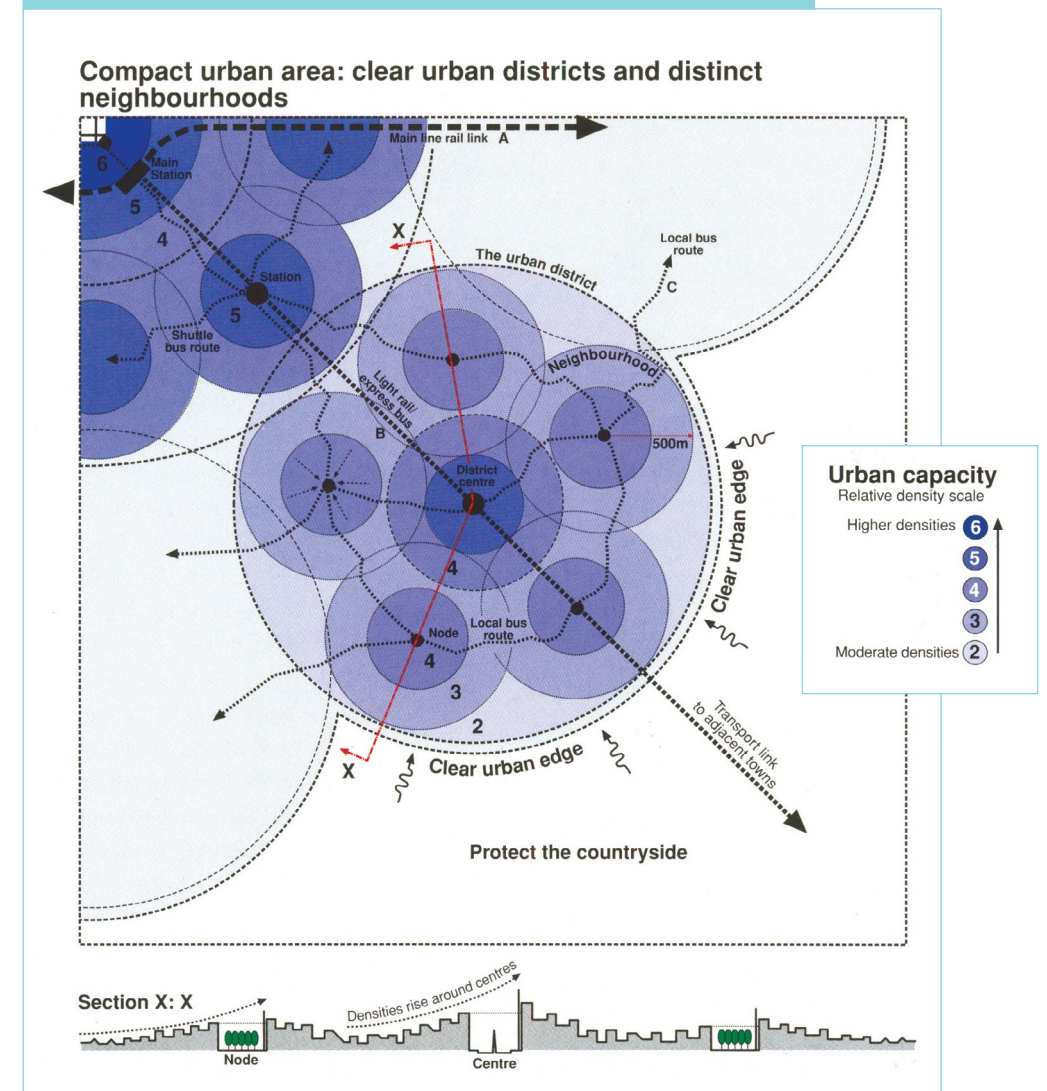 Compact urban area: clear urban districts and distinct
neighbourhoods
Main line rail link A
6
Main
Station
5
4
X
Local bus
route
The urban district
C
Station
5
Shuttle
bus route
Neighbourhood
Light rail/
express bus
B
500m
District
centre
Clear urban edge
4
Node
Local bus
route
4
3
2
X
Clear urban edge
Transport link
to adjacent towns
Protect the countryside
Urban capacity
Relative density scale
Higher densities 6
5
4
3
Moderate densities 2
Section X: X
Densities rise around centres
Node
Centre